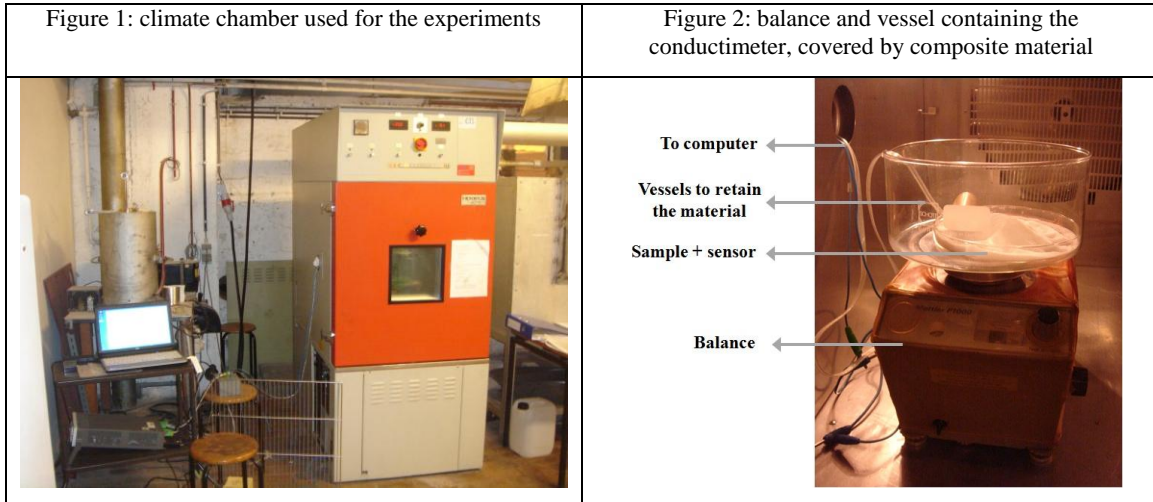 Figure 1: climate chamber used for the experiments
Figure 2: balance and vessel containing the
conductimeter, covered by composite material
To computer
Vessels to retain
the material
Sample + sensor
Balance